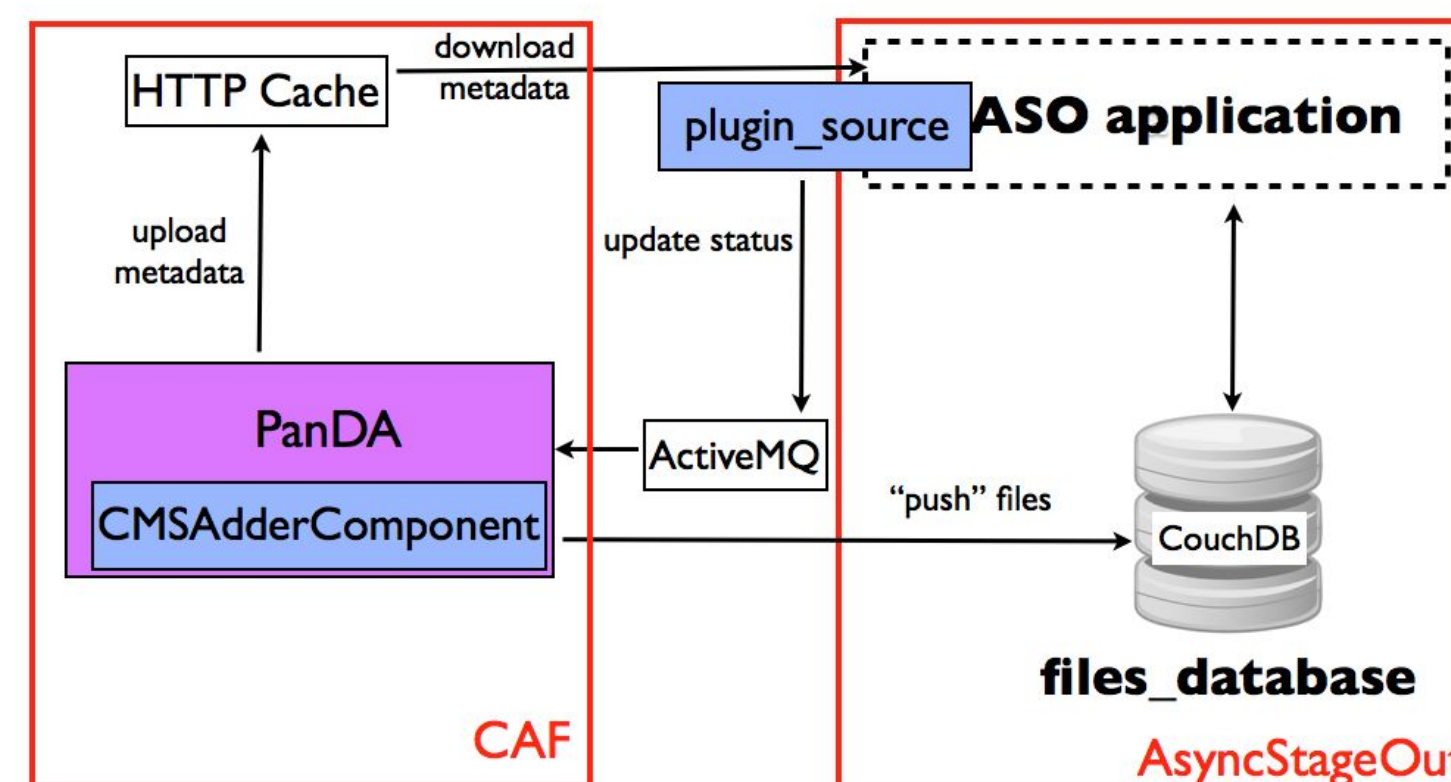 download
metadata
HTTP Cache
ASO application
plugin_source
upload
metadata
update status
PanDA
ActiveMQ
CMSAdderComponent
"push" files
CouchDB
files_database
CAF
AsyncStageOut